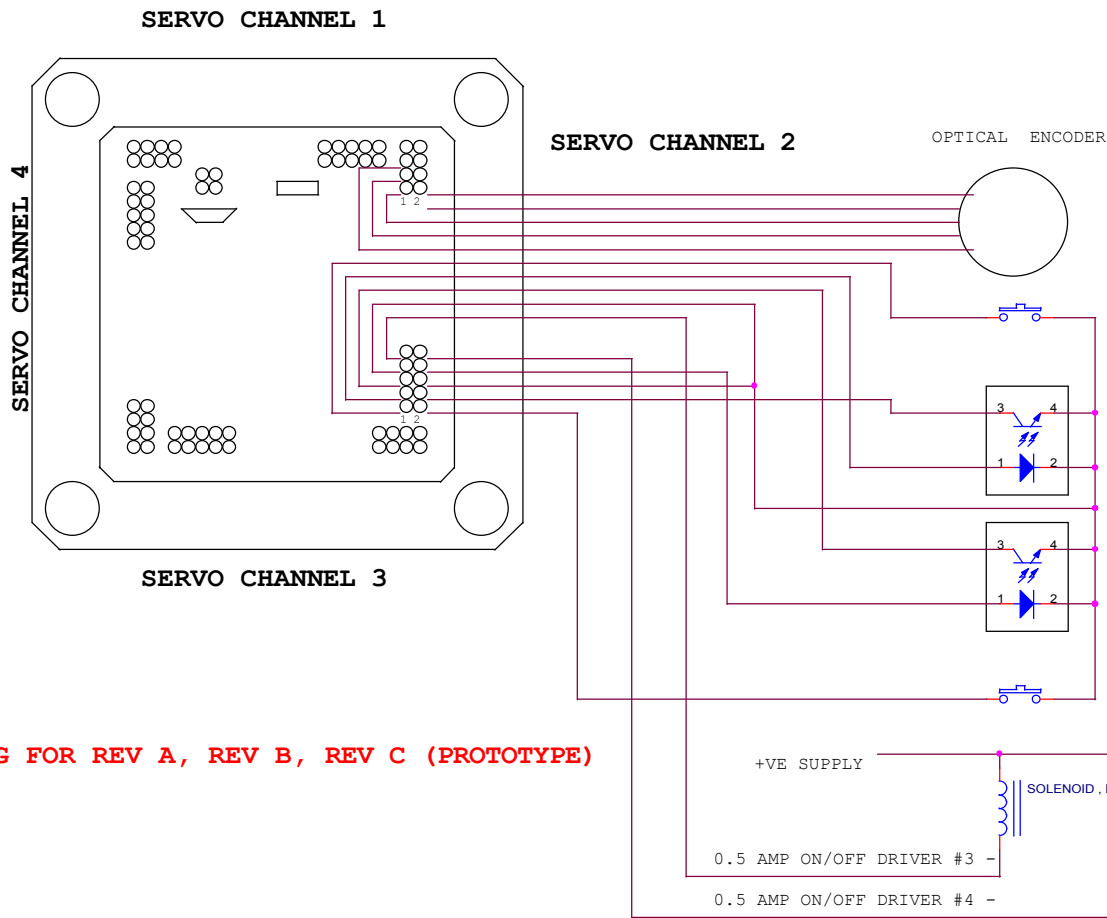 SERVO CHANNEL 1
SERVO CHANNEL 2
OPTICAL ENCODER
SERVO CHANNEL 4
1 2
3 4
1 2
1 2
3 4
1 2
SERVO CHANNEL 3
G FOR REV A, REV B, REV C (PROTOTYPE)
+VE SUPPLY
SOLENOID ,
0.5 AMP ON/OFF DRIVER #3 -
0.5 AMP ON/OFF DRIVER #4 -